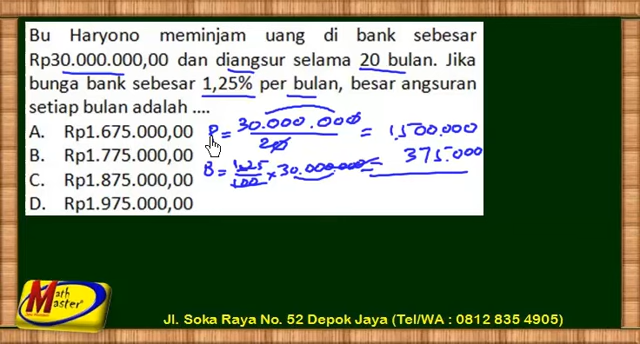 Bu Haryono meminjam uang di bank sebesar
Rp30.000.000,00 dan diangsur selama 20 bulan. Jika
bunga bank sebesar 1,25% per bulan, besar angsuran
setiap bulan adalah ....
A. Rp1.675.000,00
B. Rp1.775.000,00
C. Rp1.875.000,00
D. Rp1.975.000,00
P = 30.000.000 / 20 = 1.500.000
B = 1,25 / 100 × 30.000.000 = 375.000
Math
Master
Jl. Soka Raya No. 52 Depok Jaya (Tel/WA : 0812 835 4905)